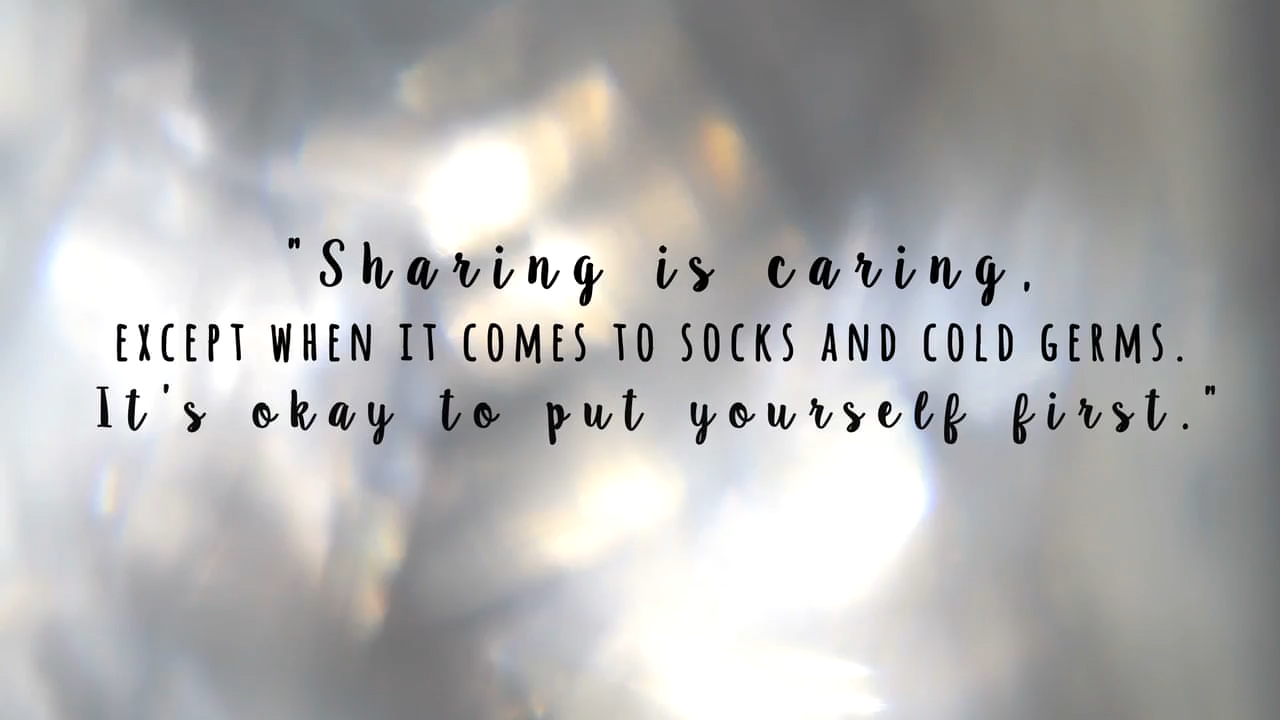 "Sharing is caring,
EXCEPT WHEN IT COMES TO SOCKS AND COLD GERMS.
It's okay to put yourself first."